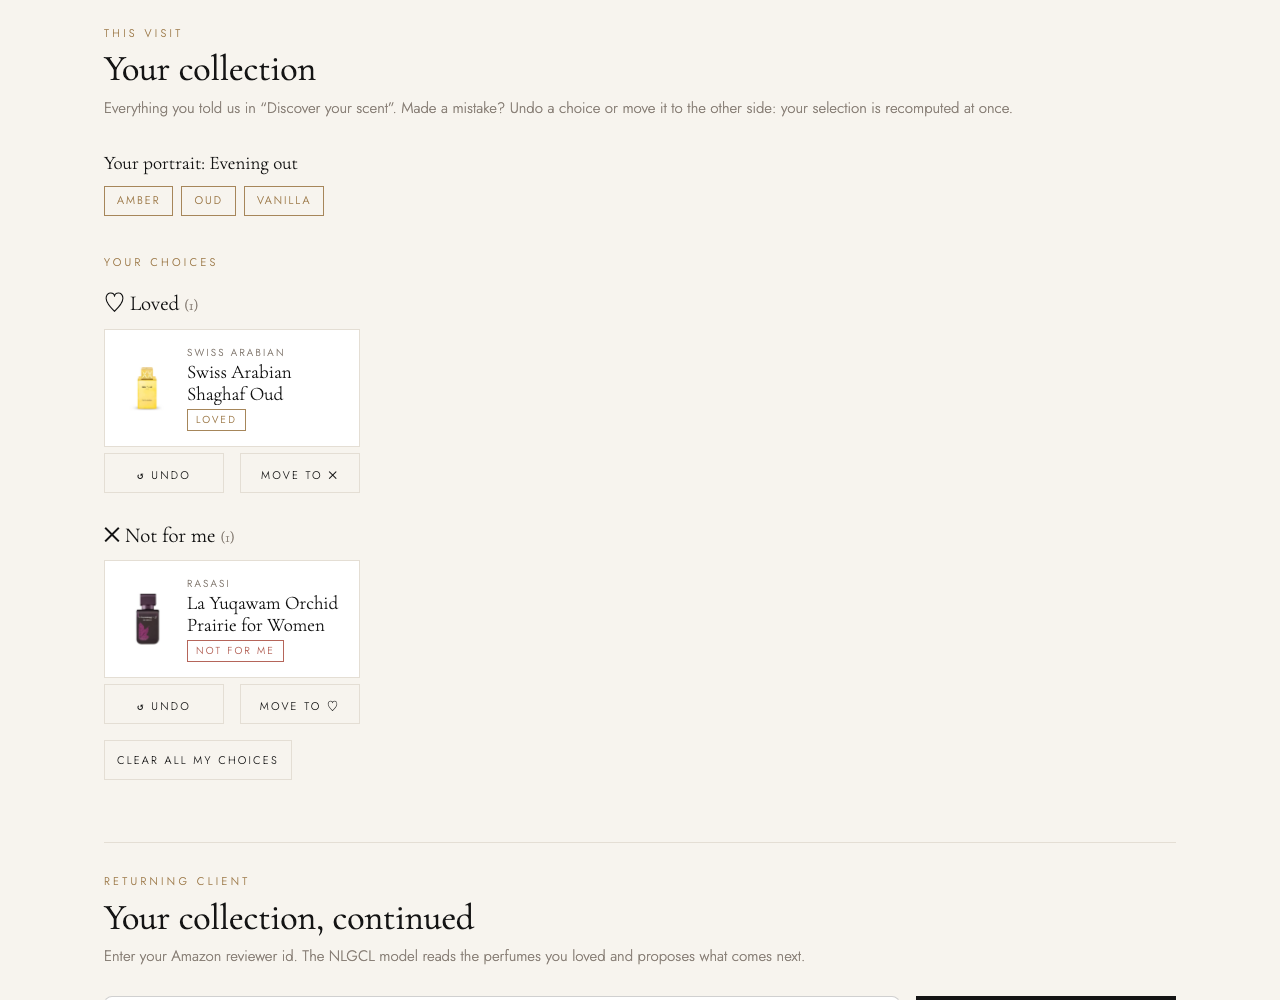 THIS VISIT
Your collection
Everything you told us in “Discover your scent”. Made a mistake? Undo a choice or move it to the other side: your selection is recomputed at once.
Your portrait: Evening out
AMBER
OUD
VANILLA
YOUR CHOICES
♡ Loved (1)
SWISS ARABIAN
Swiss Arabian
Shaghaf Oud
LOVED
↺ UNDO
MOVE TO ✕
✕ Not for me (1)
RASASI
La Yuqawam Orchid
Prairie for Women
NOT FOR ME
↺ UNDO
MOVE TO ♡
CLEAR ALL MY CHOICES
RETURNING CLIENT
Your collection, continued
Enter your Amazon reviewer id. The NLGCL model reads the perfumes you loved and proposes what comes next.